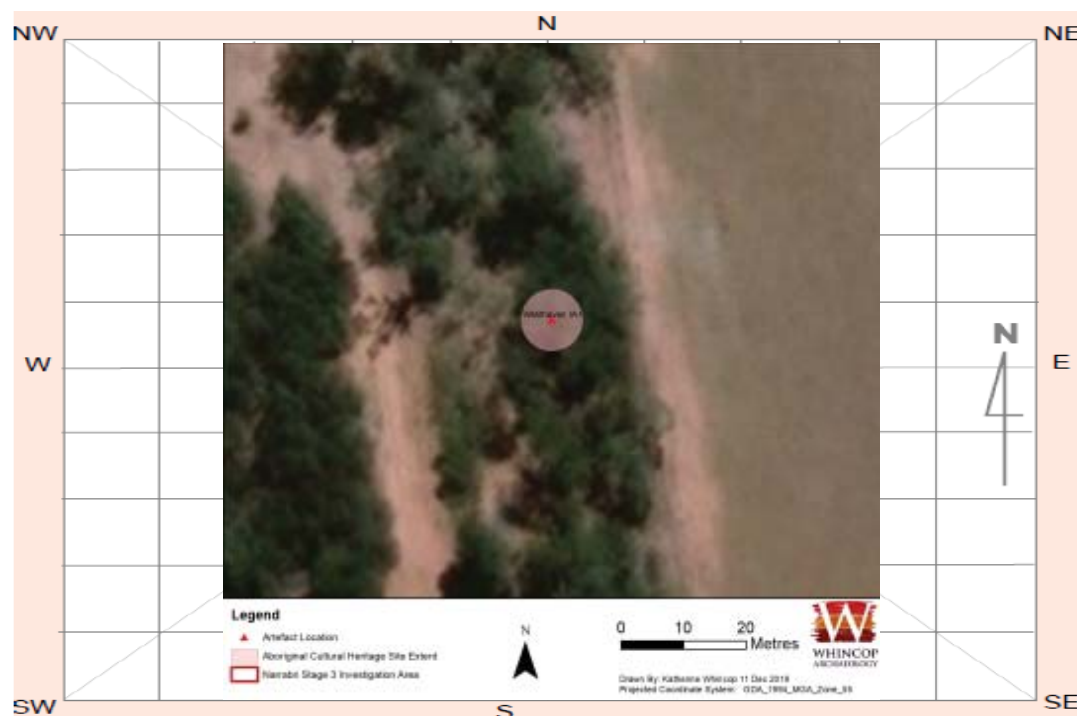 N
NW
NE
N
W
E
Legend
Artefact Location
Aboriginal Cultural Heritage Site Extent
Narrabri Stage 3 Investigation Area
N
0 10 20
Metres
WHINCOP
ARCHAEOLOGY
Drawn By: Katherine Whincop 11 Dec 2019
Projected Coordinate System: GDA_1994_MGA_Zone_55
SW
S
SE